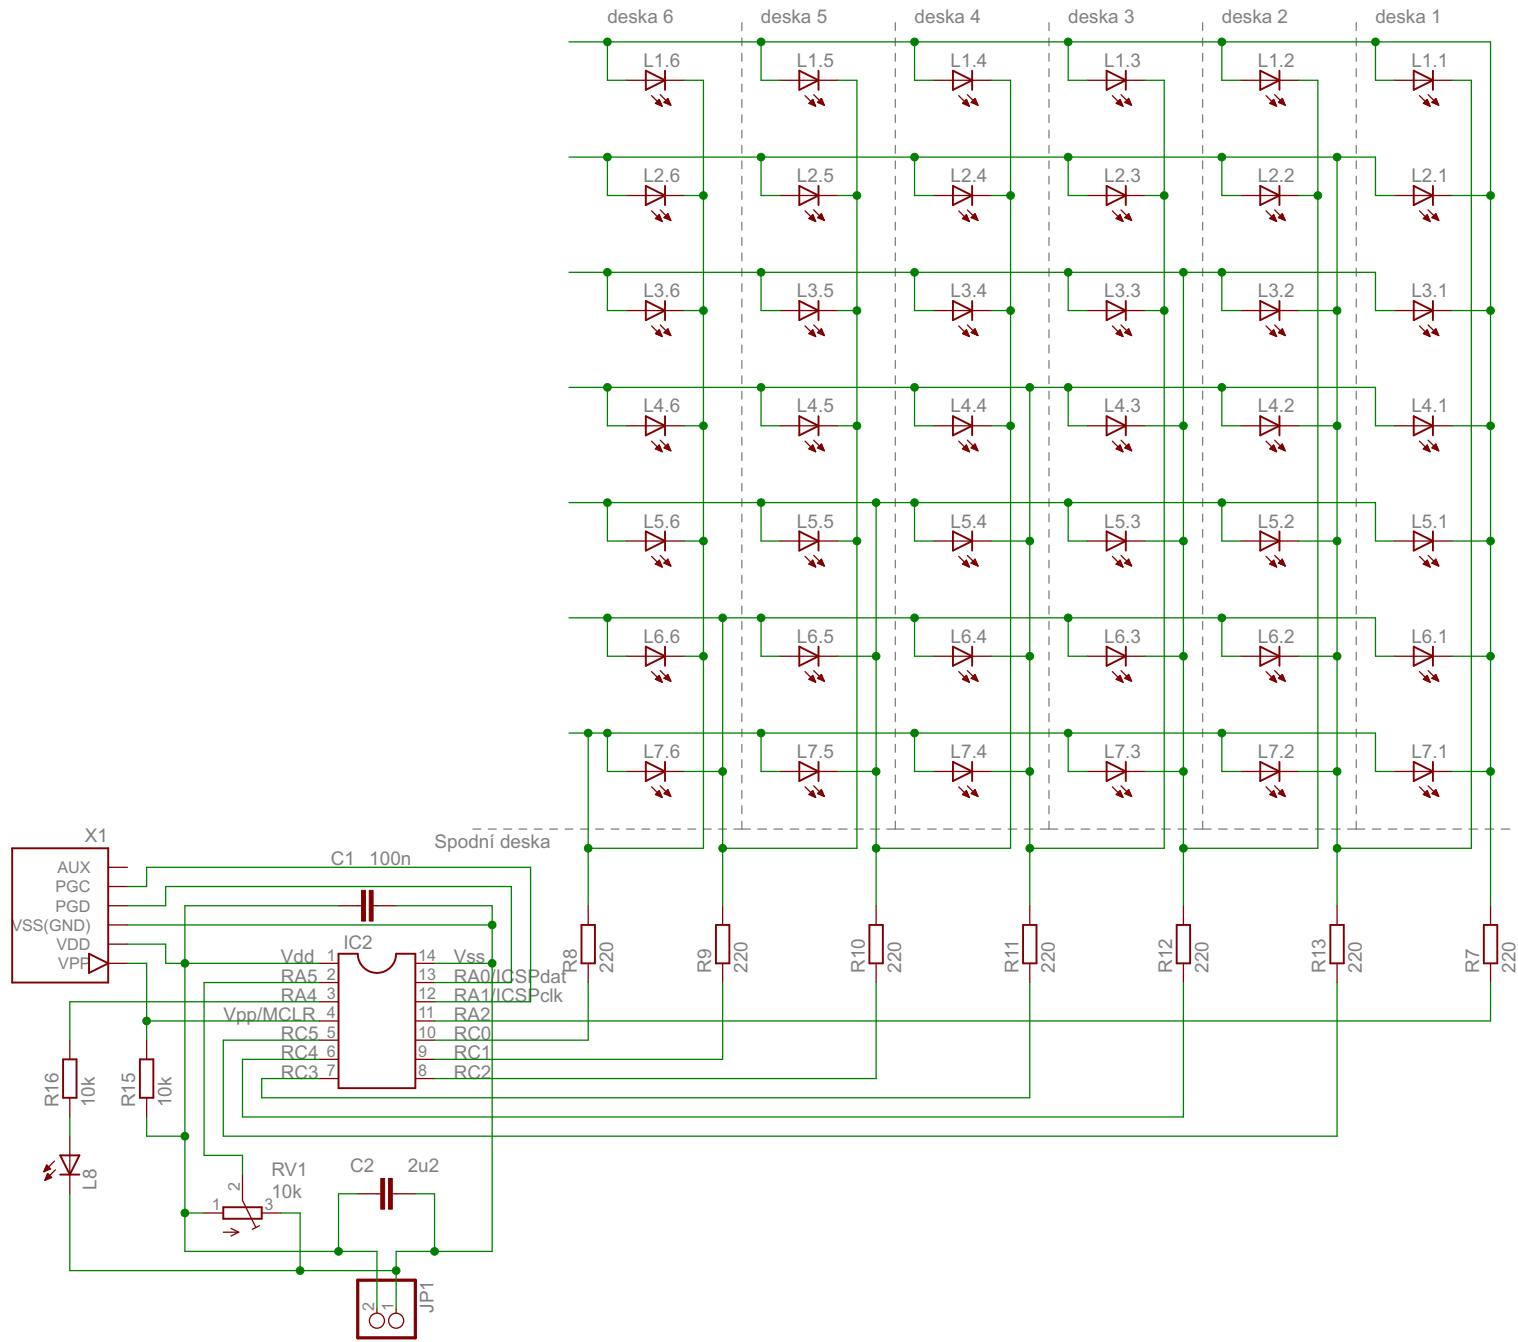 deska 6 deska 5 deska 4 deska 3 deska 2 deska 1
L1.6 L1.5 L1.4 L1.3 L1.2 L1.1
L2.6 L2.5 L2.4 L2.3 L2.2 L2.1
L3.6 L3.5 L3.4 L3.3 L3.2 L3.1
L4.6 L4.5 L4.4 L4.3 L4.2 L4.1
L5.6 L5.5 L5.4 L5.3 L5.2 L5.1
L6.6 L6.5 L6.4 L6.3 L6.2 L6.1
L7.6 L7.5 L7.4 L7.3 L7.2 L7.1
Spodní deska
X1
AUX
PGC
PGD
VSS(GND)
VDD
VPP
C1 100n
IC2
Vdd 1 14 Vss
RA5 2 13 RA0/ICSPdat
RA4 3 12 RA1/ICSPclk
Vpp/MCLR 4 11 RA2
RC5 5 10 RC0
RC4 6 9 RC1
RC3 7 8 RC2
R8 220
R9 220
R10 220
R11 220
R12 220
R13 220
R7 220
R16 10k
R15 10k
L8
RV1
10k
1 2 3
C2 2u2
JP1
2 1